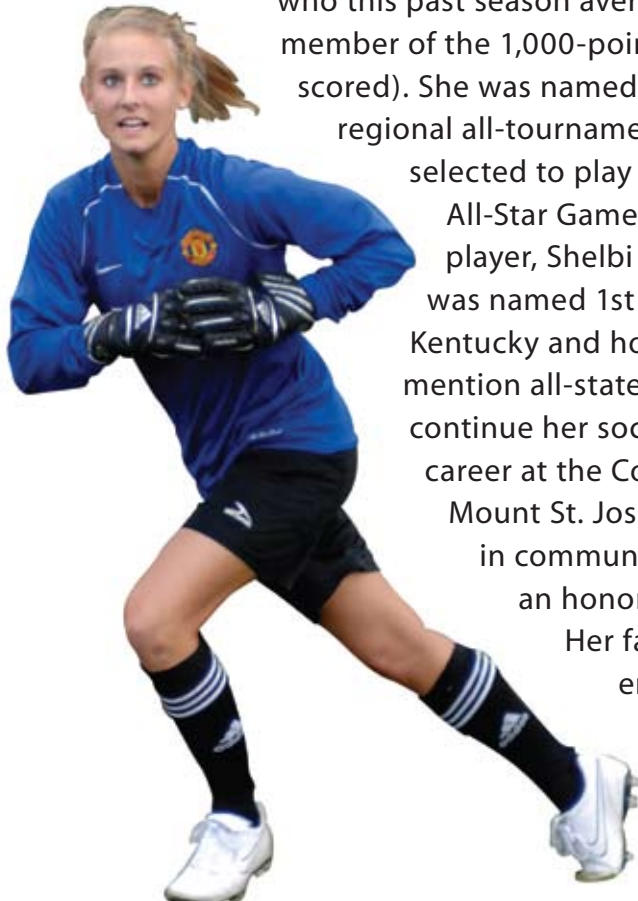 who this past season aver
member of the 1,000-poin
scored). She was named
regional all-tourname
selected to play
All-Star Game
player, Shelbi
was named 1st
Kentucky and ho
mention all-state
continue her soc
career at the Co
Mount St. Jos
in commun
an honor
Her fa
er